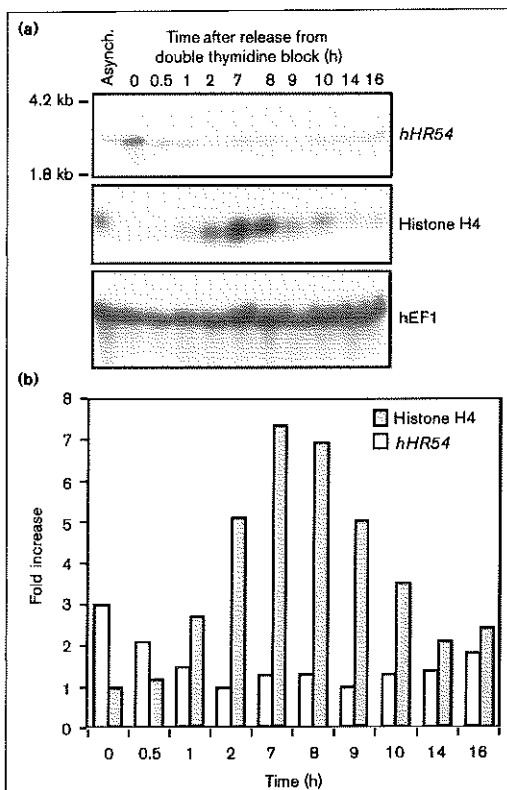 (a)
Time after release from
double thymidine block (h)
Asynch. 0 0.5 1 2 7 8 9 10 14 16
4.2 kb
hHR54
1.8 kb
Histone H4
hEF1
(b)
8
7
6
5
4
3
2
1
0
Fold increase
Histone H4
hHR54
0 0.5 1 2 7 8 9 10 14 16
Time (h)